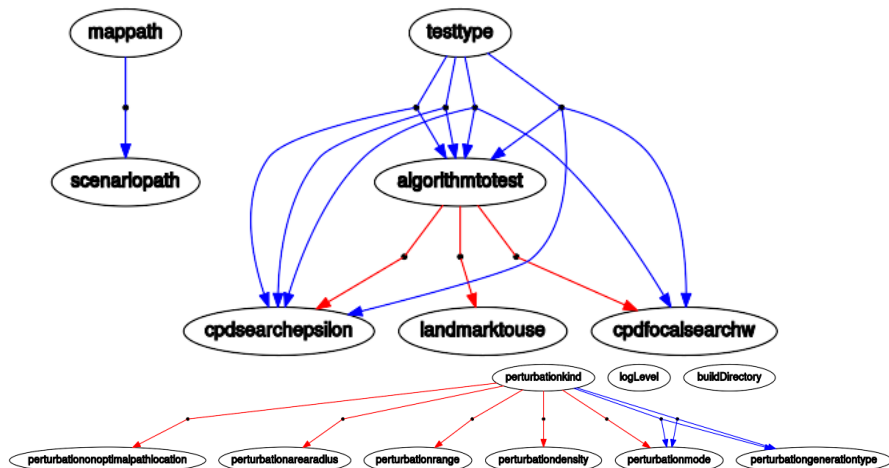 mappath
testtype
scenariopath
algorithmtotest
cpdsearchepsilon
landmarktouse
cpdfocalsearchw
perturbationkind
logLevel
buildDirectory
perturbationonoptimalpathlocation
perturbationarearadius
perturbationrange
perturbationdensity
perturbationmode
perturbationgenerationtype